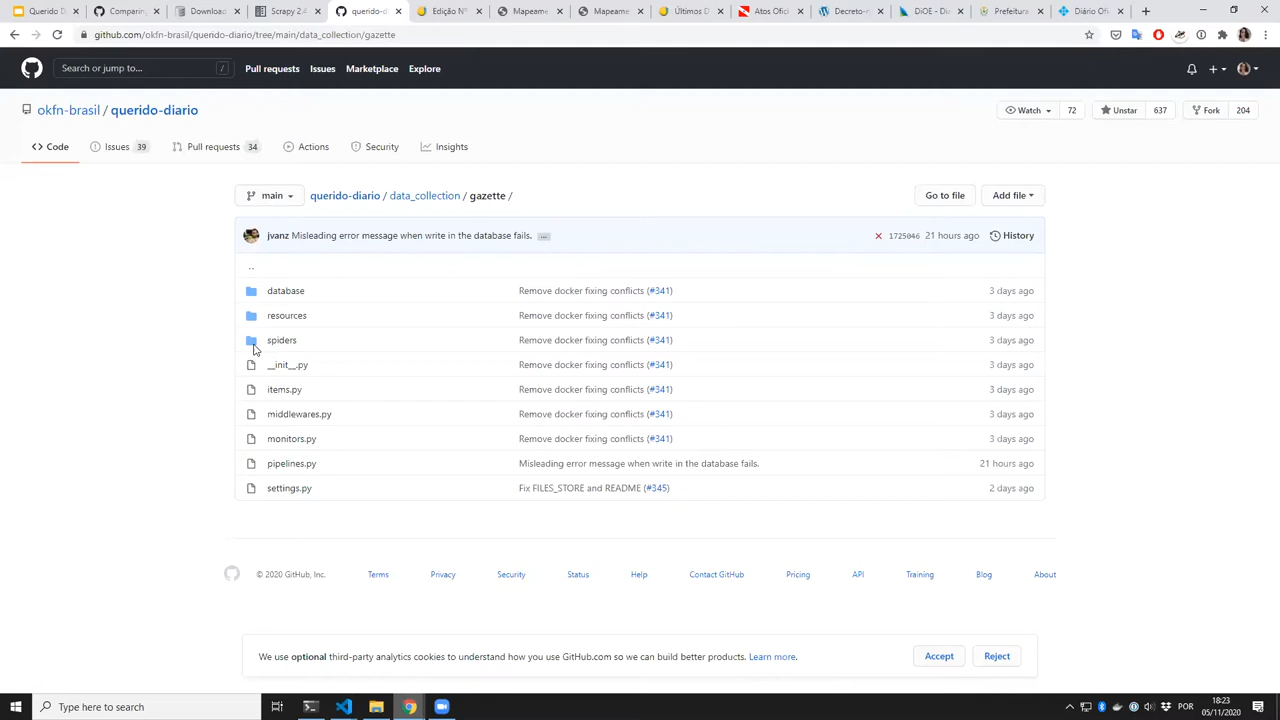 Querido D
Comparing
Download
Scrapy 2.4
querido-di
Edição Nº
Mapeame
Mapeame
Últimos D
Atos Ofici
Decreto-n
DiOE - Dia
Prefeitura
Diário Ofi
github.com/okfn-brasil/querido-diario/tree/main/data_collection/gazette
Search or jump to... / Pull requests Issues Marketplace Explore
okfn-brasil / querido-diario Watch 72 Unstar 637 Fork 204
Code Issues 39 Pull requests 34 Actions Security Insights
main querido-diario / data_collection / gazette / Go to file Add file
jvanz Misleading error message when write in the database fails. ... 1725046 21 hours ago History
..
database Remove docker fixing conflicts (#341) 3 days ago
resources Remove docker fixing conflicts (#341) 3 days ago
spiders Remove docker fixing conflicts (#341) 3 days ago
__init__.py Remove docker fixing conflicts (#341) 3 days ago
items.py Remove docker fixing conflicts (#341) 3 days ago
middlewares.py Remove docker fixing conflicts (#341) 3 days ago
monitors.py Remove docker fixing conflicts (#341) 3 days ago
pipelines.py Misleading error message when write in the database fails. 21 hours ago
settings.py Fix FILES_STORE and README (#345) 2 days ago
© 2020 GitHub, Inc. Terms Privacy Security Status Help Contact GitHub Pricing API Training Blog About
We use optional third-party analytics cookies to understand how you use GitHub.com so we can build better products. Learn more. Accept Reject
Type here to search POR 18:23
05/11/2020